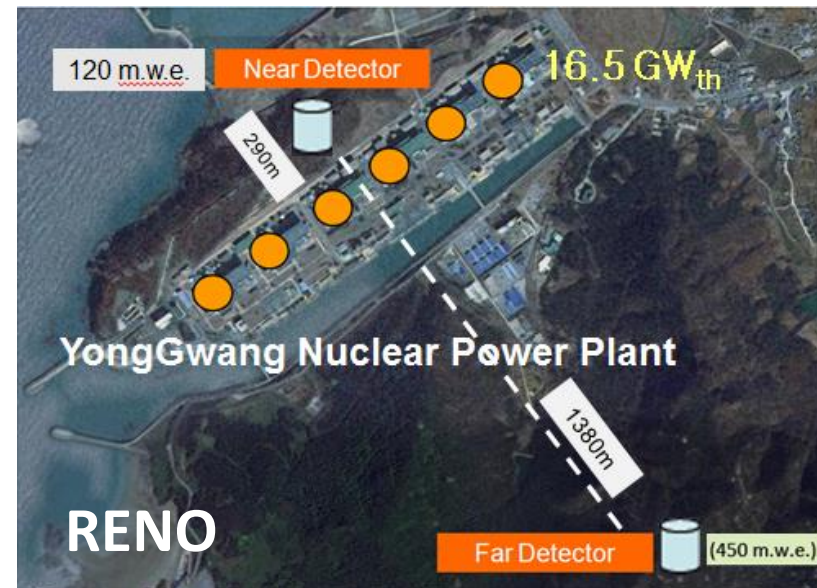 120 m.w.e.
Near Detector
16.5 GWth
290m
YongGwang Nuclear Power Plant
1380m
RENO
Far Detector
(450 m.w.e.)